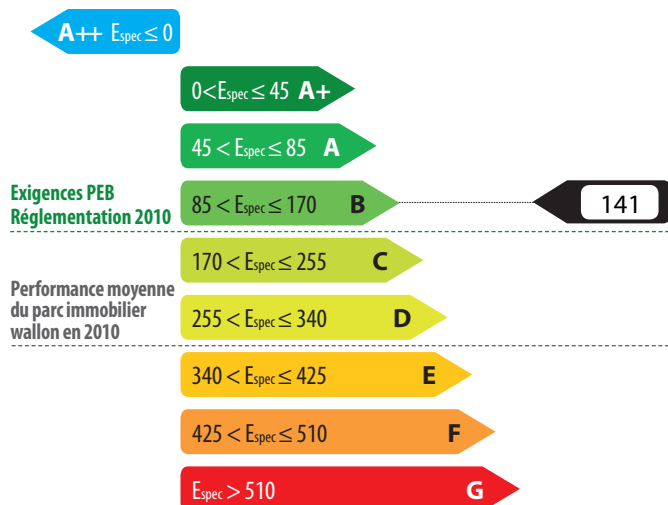 A++ Espec ≤ 0
0<Espec ≤ 45 A+
45 < Espec ≤ 85 A
Exigences PEB
Réglementation 2010
85 < Espec ≤ 170 B
141
170 < Espec ≤ 255 C
Performance moyenne
du parc immobilier
wallon en 2010
255 < Espec ≤ 340 D
340 < Espec ≤ 425 E
425 < Espec ≤ 510 F
Espec > 510 G